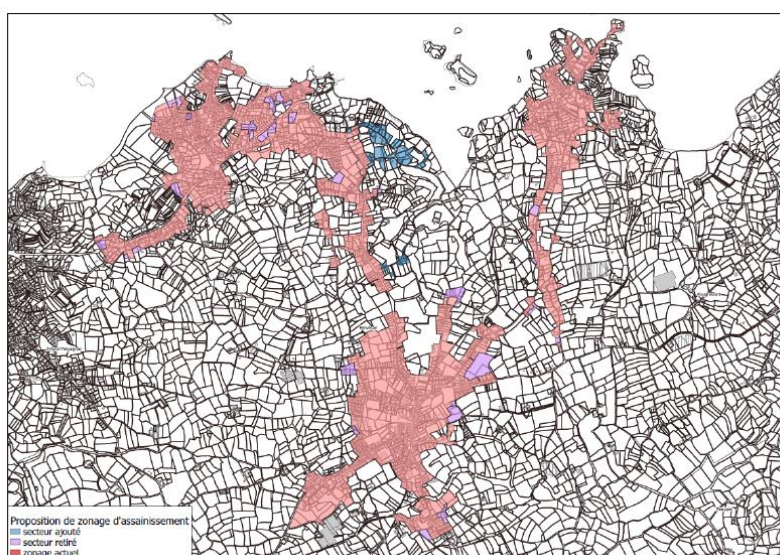 Proposition de zonage d'assainissement
secteur ajouté
secteur retiré
zonage actuel